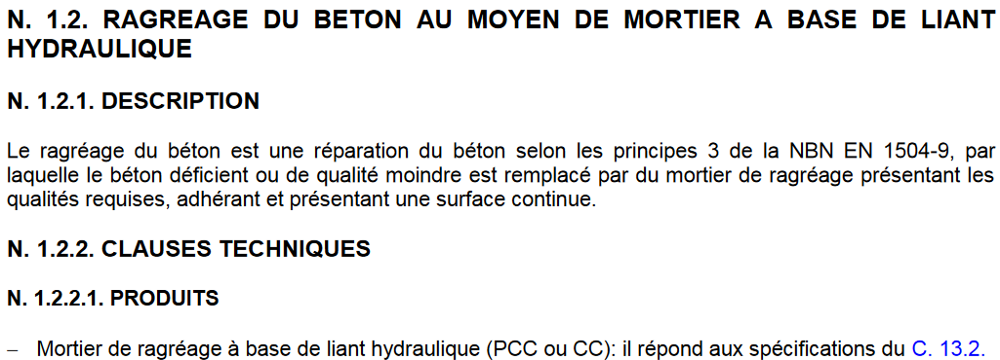 N. 1.2. RAGREAGE DU BETON AU MOYEN DE MORTIER A BASE DE LIANT
HYDRAULIQUE
N. 1.2.1. DESCRIPTION
Le ragréage du béton est une réparation du béton selon les principes 3 de la NBN EN 1504-9, par
laquelle le béton déficient ou de qualité moindre est remplacé par du mortier de ragréage présentant les
qualités requises, adhérant et présentant une surface continue.
N. 1.2.2. CLAUSES TECHNIQUES
N. 1.2.2.1. PRODUITS
– Mortier de ragréage à base de liant hydraulique (PCC ou CC): il répond aux spécifications du C. 13.2.